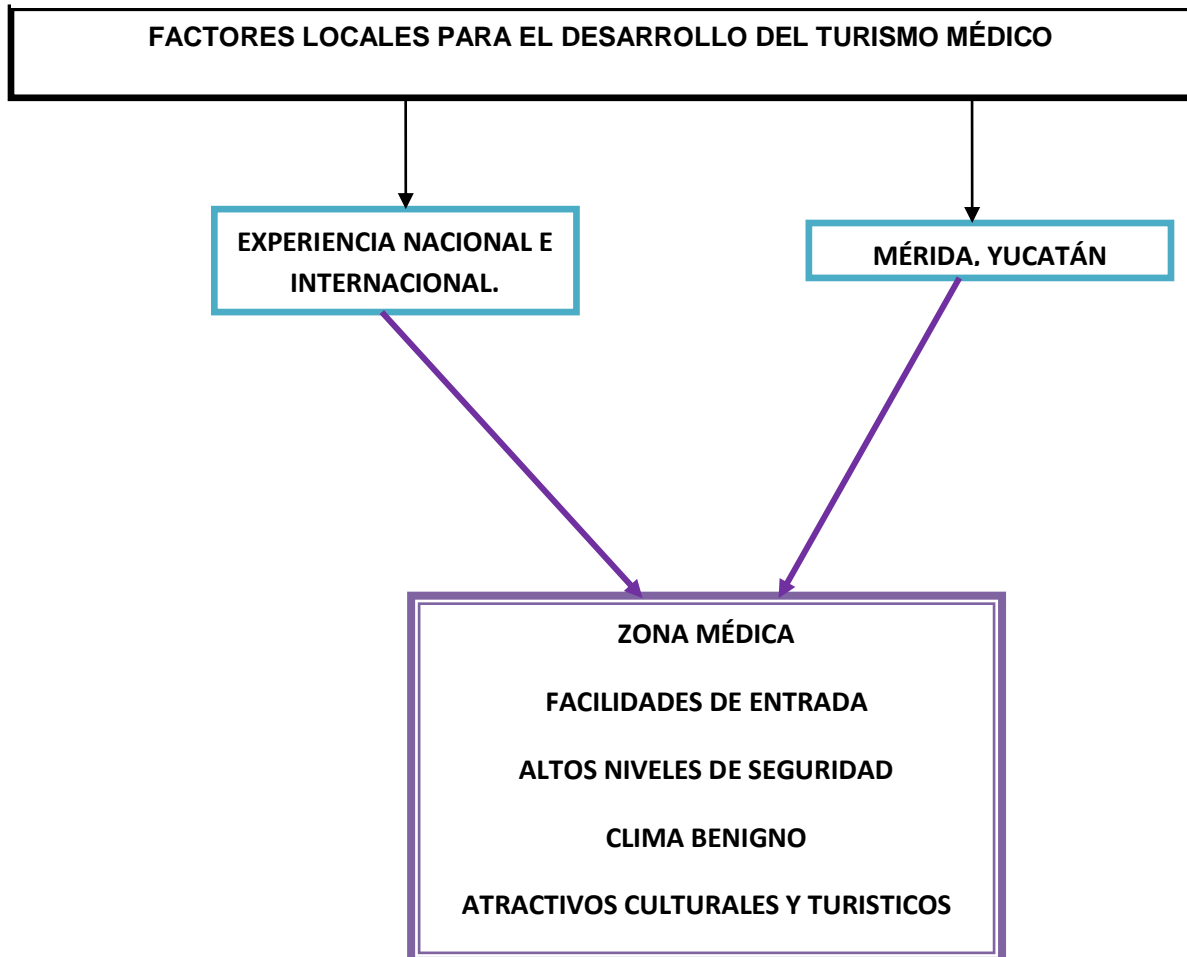 FACTORES LOCALES PARA EL DESARROLLO DEL TURISMO MÉDICO
EXPERIENCIA NACIONAL E
INTERNACIONAL.
MÉRIDA, YUCATÁN
ZONA MÉDICA
FACILIDADES DE ENTRADA
ALTOS NIVELES DE SEGURIDAD
CLIMA BENIGNO
ATRACTIVOS CULTURALES Y TURISTICOS